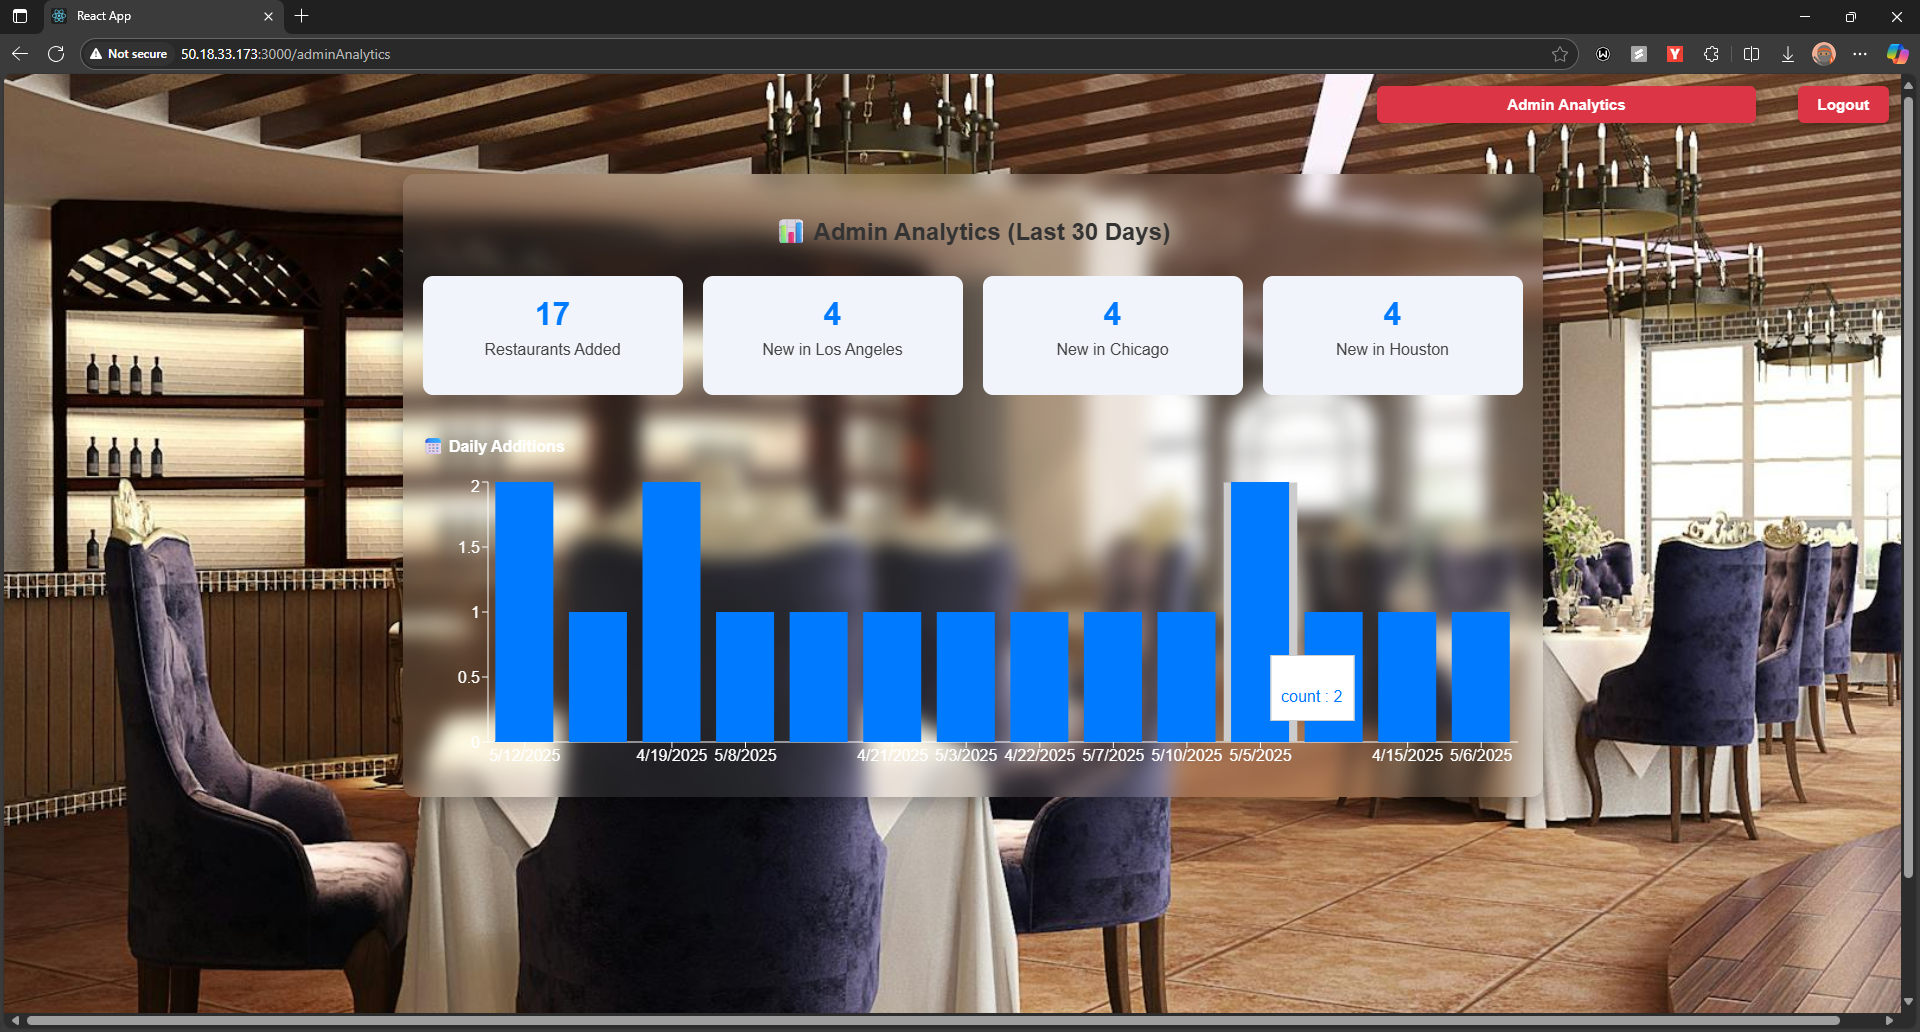 React App
Not secure
50.18.33.173:3000/adminAnalytics
Admin Analytics
Logout
Admin Analytics (Last 30 Days)
17
Restaurants Added
4
New in Los Angeles
4
New in Chicago
4
New in Houston
Daily Additions
2
1.5
1
0.5
0
count : 2
5/12/2025 4/19/2025 5/8/2025 4/21/2025 5/3/2025 4/22/2025 5/7/2025 5/10/2025 5/5/2025 4/15/2025 5/6/2025